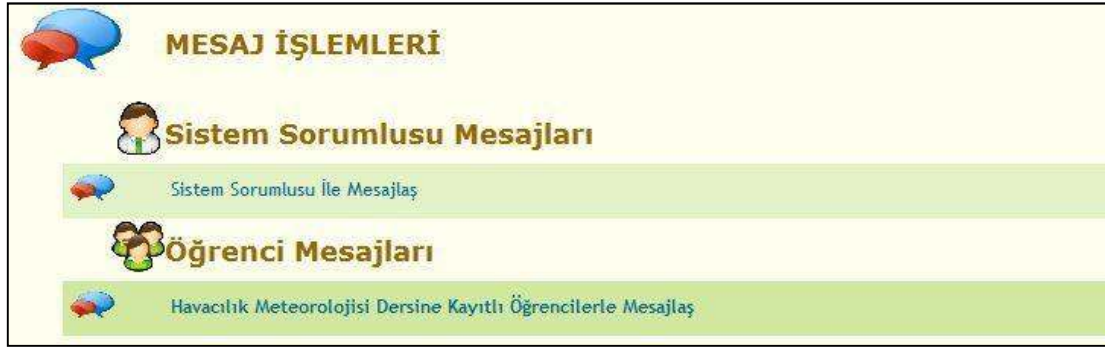 MESAJ İŞLEMLERİ
Sistem Sorumlusu Mesajları
Sistem Sorumlusu İle Mesajlaş
Öğrenci Mesajları
Havacılık Meteorolojisi Dersine Kayıtlı Öğrencilerle Mesajlaş